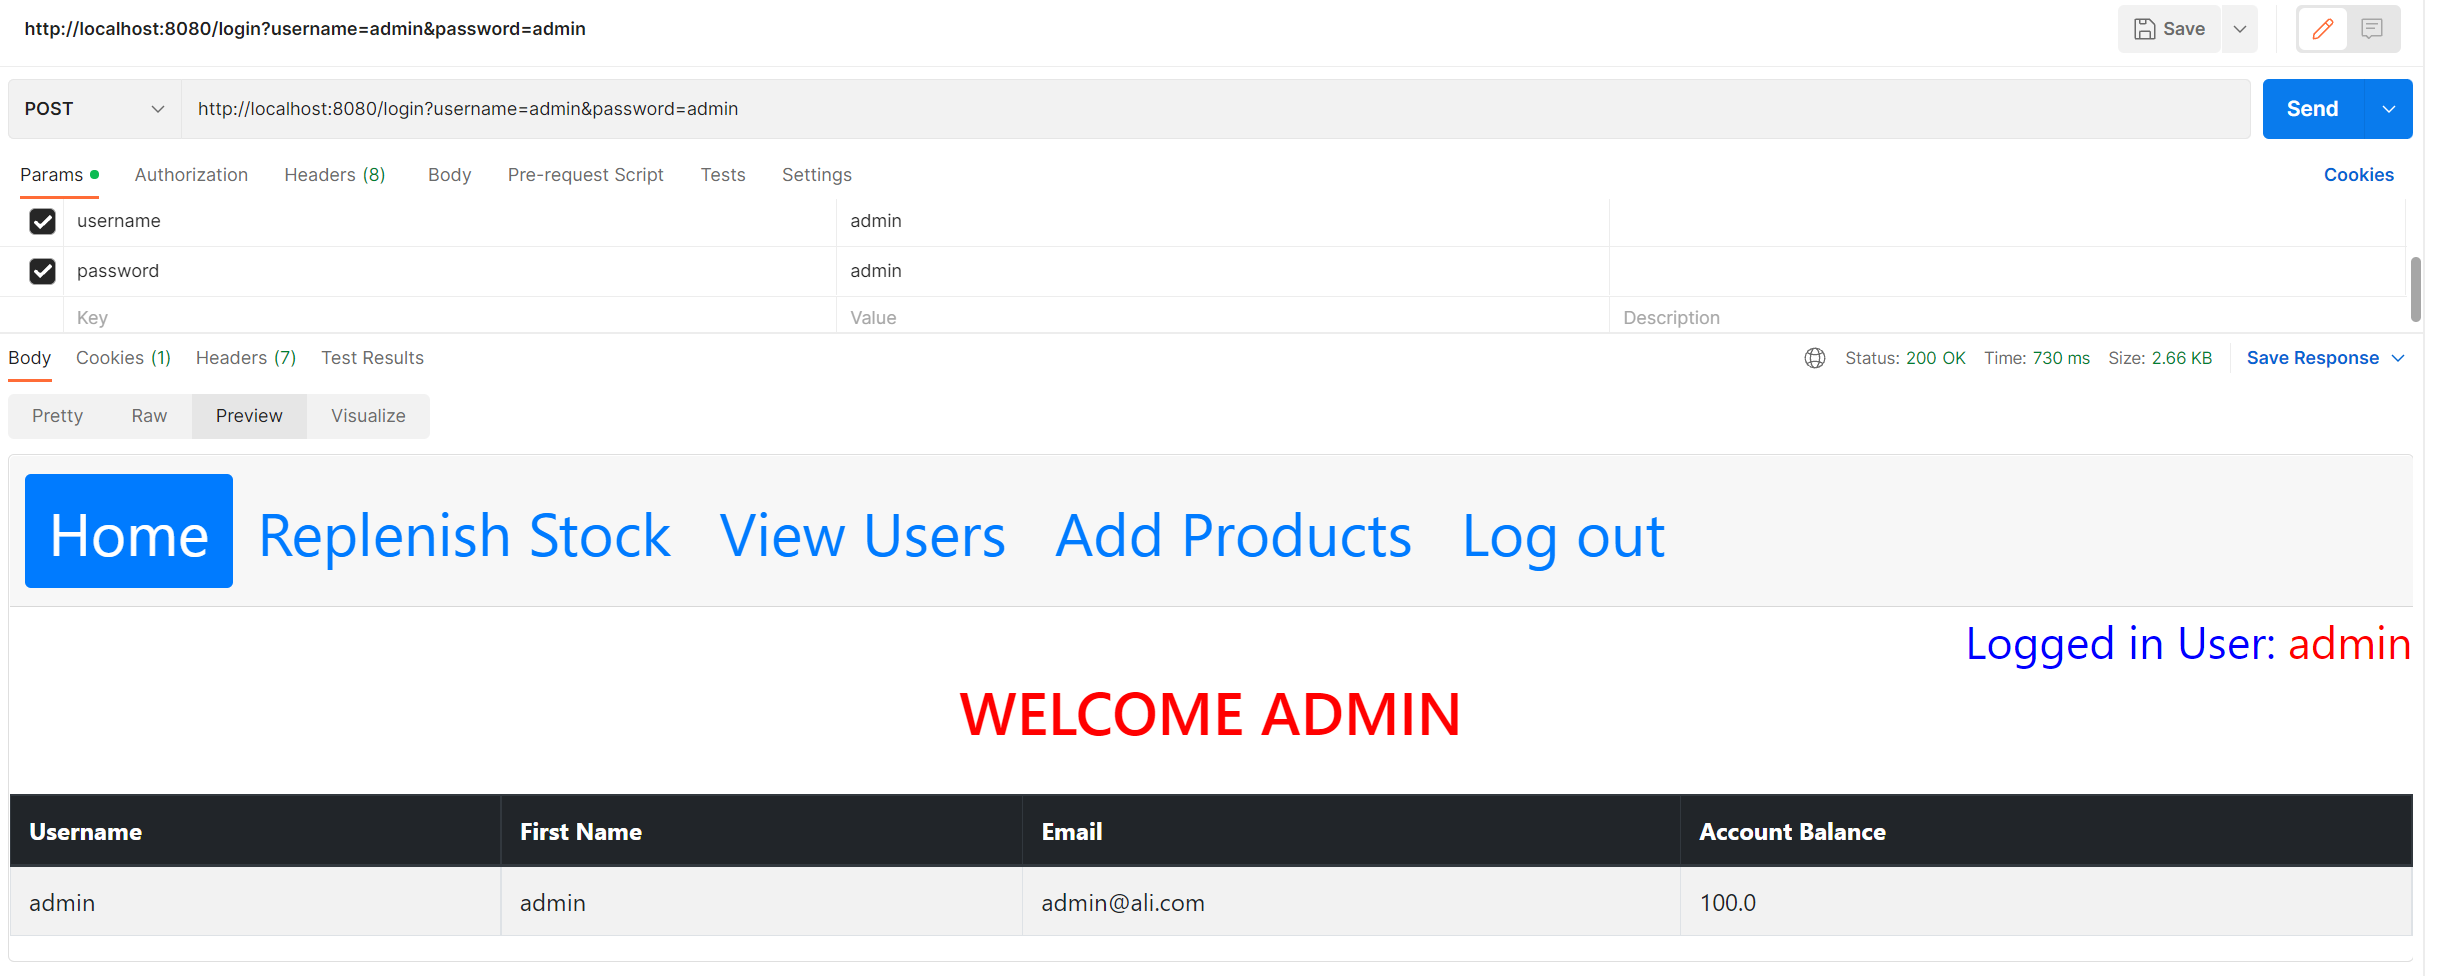 http://localhost:8080/login?username=admin&password=admin
Save
POST http://localhost:8080/login?username=admin&password=admin Send
Params Authorization Headers (8) Body Pre-request Script Tests Settings Cookies
username admin
password admin
Key Value Description
Body Cookies (1) Headers (7) Test Results Status: 200 OK Time: 730 ms Size: 2.66 KB Save Response
Pretty Raw Preview Visualize
Home Replenish Stock View Users Add Products Log out
Logged in User: admin
WELCOME ADMIN
Username First Name Email Account Balance
admin admin admin@ali.com 100.0